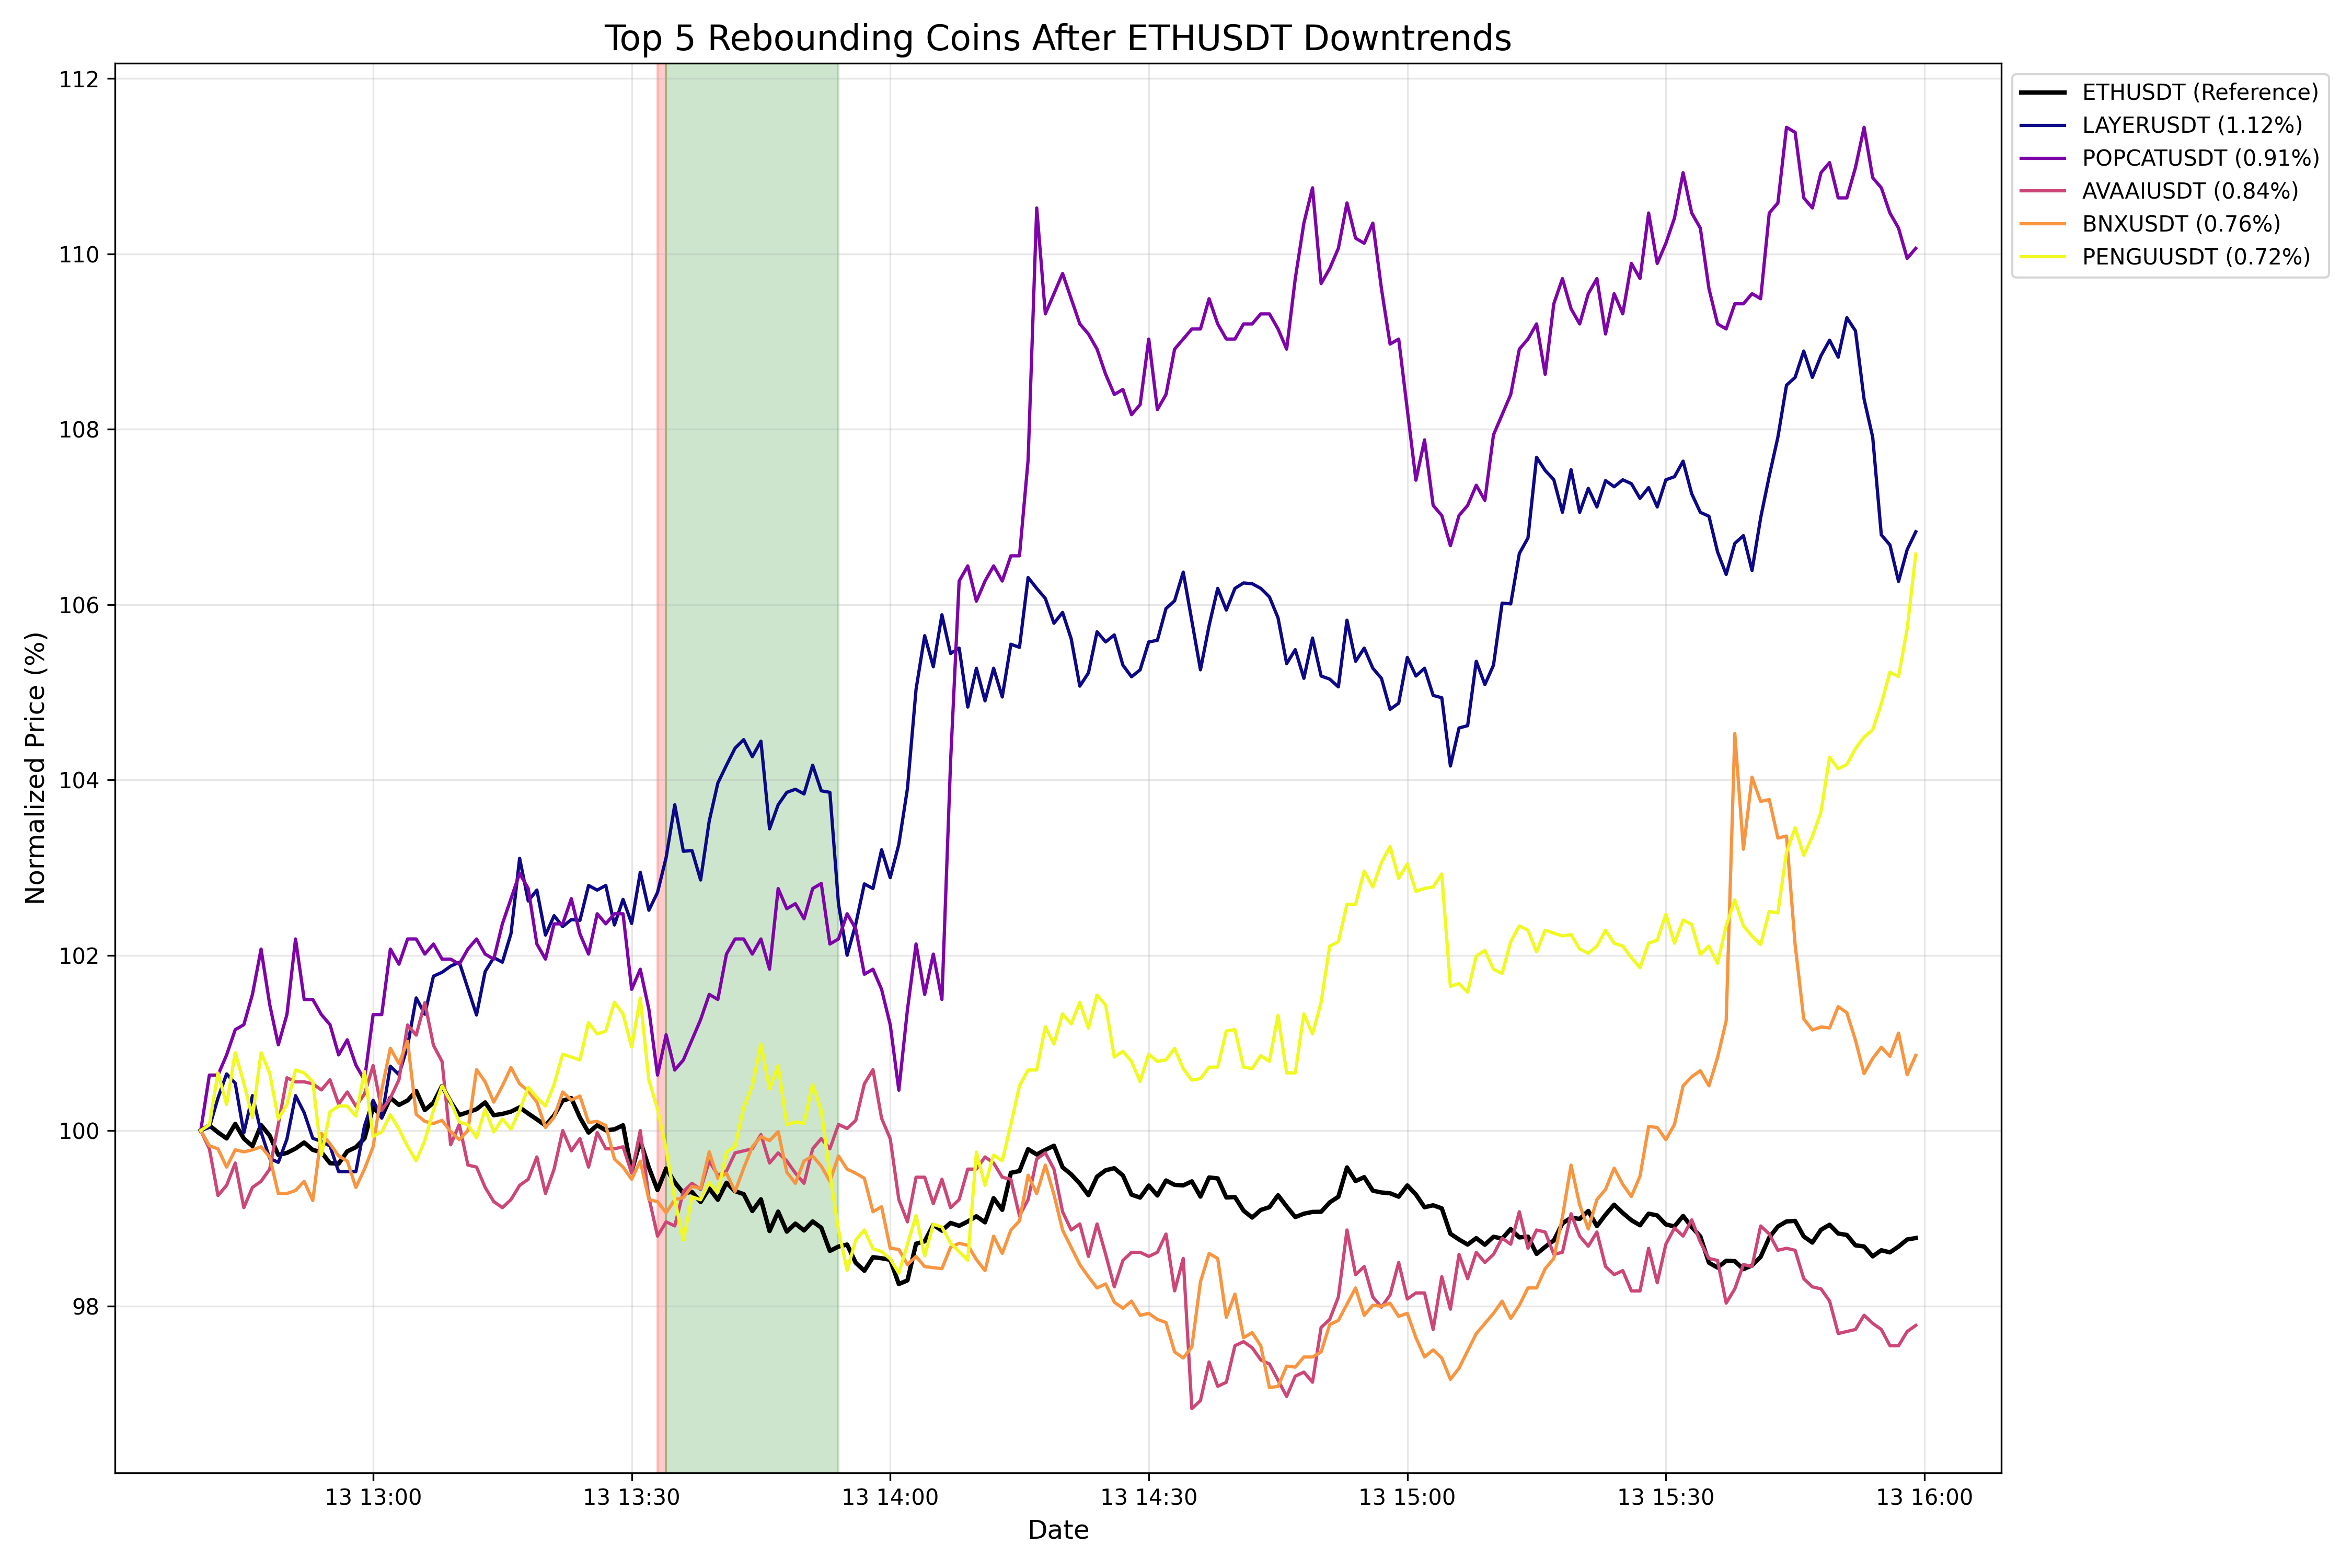 Top 5 Rebounding Coins After ETHUSDT Downtrends
ETHUSDT (Reference)
LAYERUSDT (1.12%)
POPCATUSDT (0.91%)
AVAAIUSDT (0.84%)
BNXUSDT (0.76%)
PENGUUSDT (0.72%)
Normalized Price (%)
112
110
108
106
104
102
100
98
13 13:00
13 13:30
13 14:00
13 14:30
13 15:00
13 15:30
13 16:00
Date